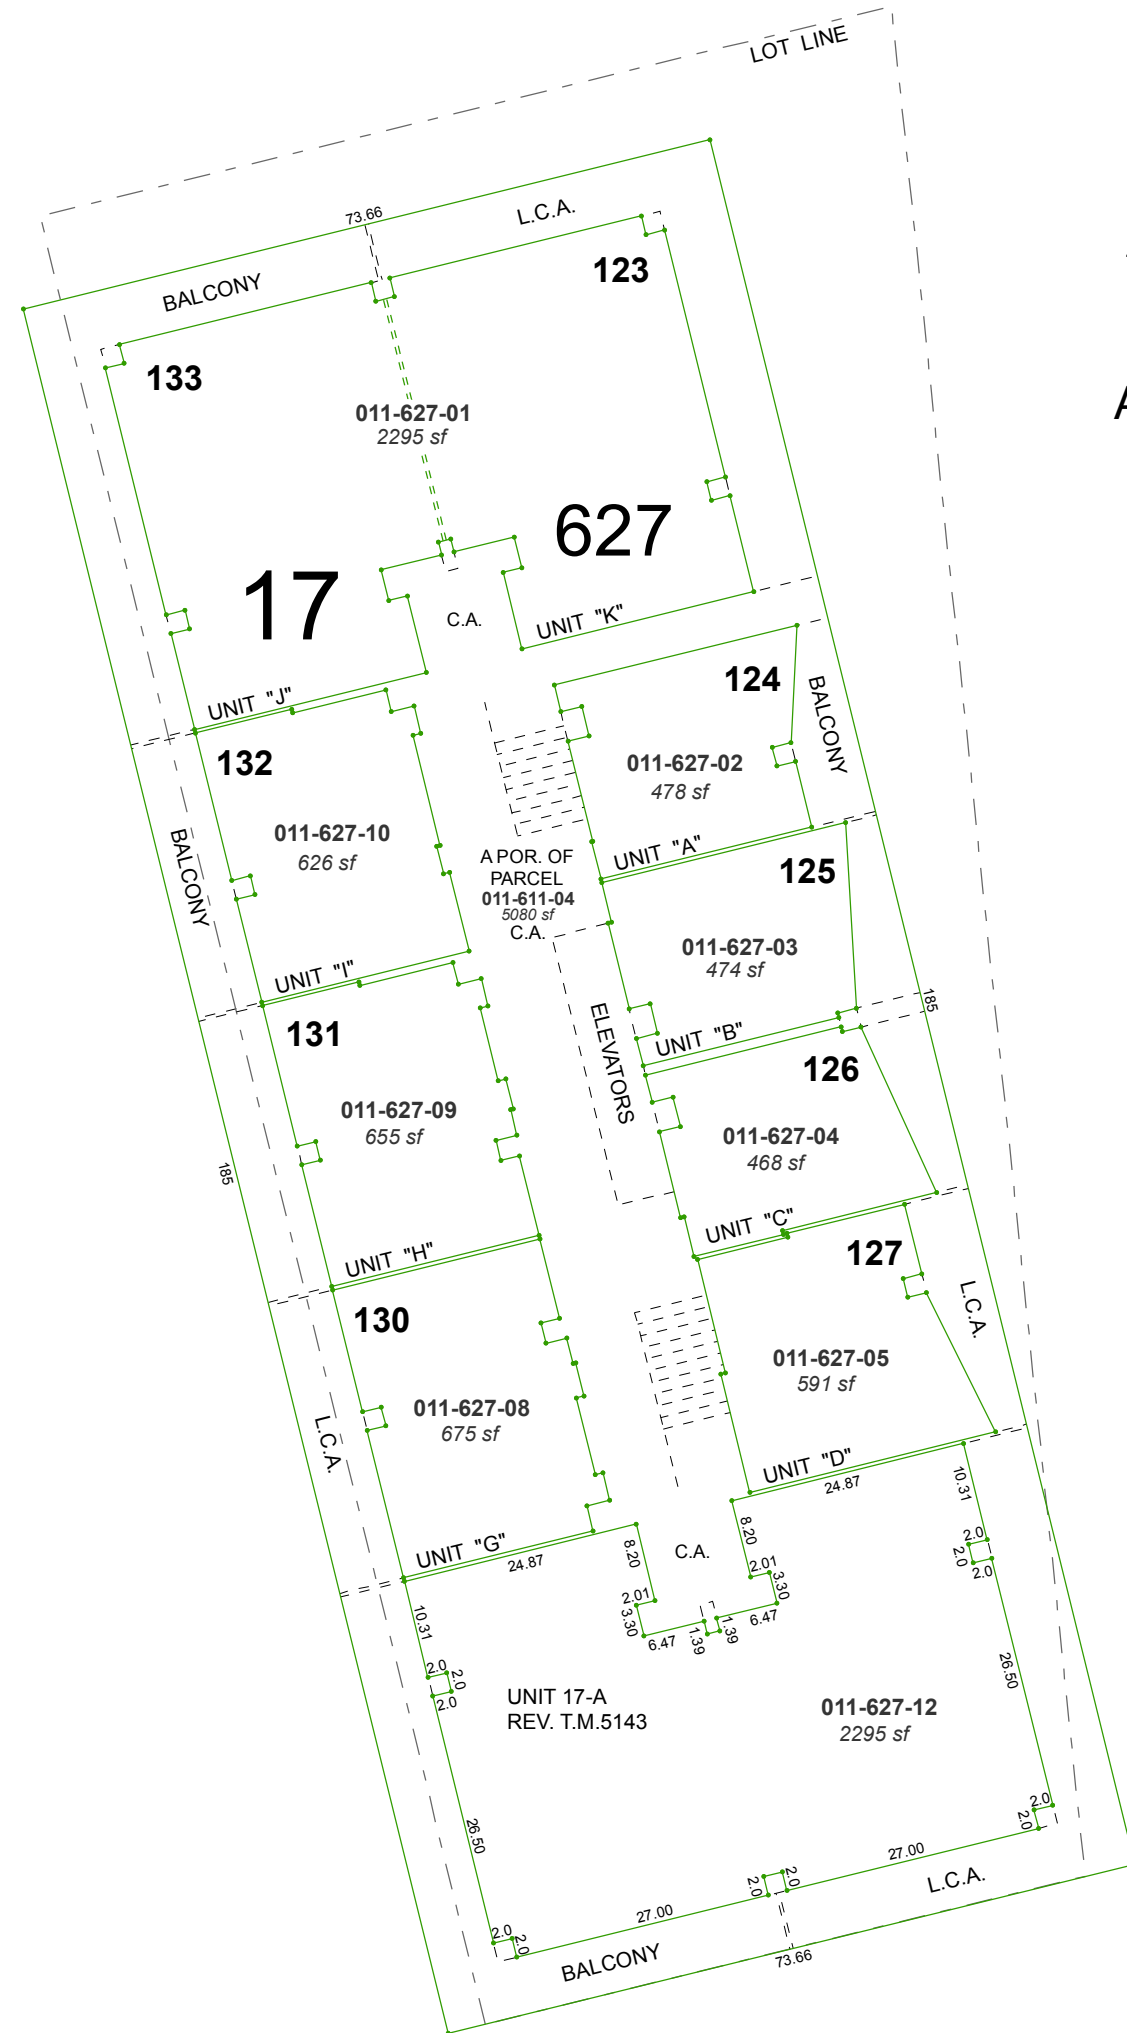 LOT LINE
73.66
L.C.A.
BALCONY
123
133
011-627-01
2295 sf
627
17
C.A.
UNIT "K"
UNIT "J"
124
BALCONY
132
011-627-02
478 sf
011-627-10
626 sf
BALCONY
UNIT "A"
A POR. OF
PARCEL
011-611-04
5080 sf
C.A.
125
011-627-03
474 sf
UNIT "I"
185
131
ELEVATORS
UNIT "B"
126
011-627-09
655 sf
011-627-04
468 sf
185
UNIT "C"
127
UNIT "H"
130
L.C.A.
011-627-05
591 sf
011-627-08
675 sf
L.C.A.
UNIT "D"
24.87
10.31
UNIT "G"
24.87
8.20
C.A.
8.20
2.0
2.0
2.0
2.01
3.30
2.01
3.30
6.47
1.39
1.39
6.47
10.31
2.0
2.0
2.0
26.50
UNIT 17-A
REV. T.M.5143
011-627-12
2295 sf
26.50
2.0
2.0
27.00
2.0
2.0
L.C.A.
27.00
2.0
2.0
BALCONY
73.66
A